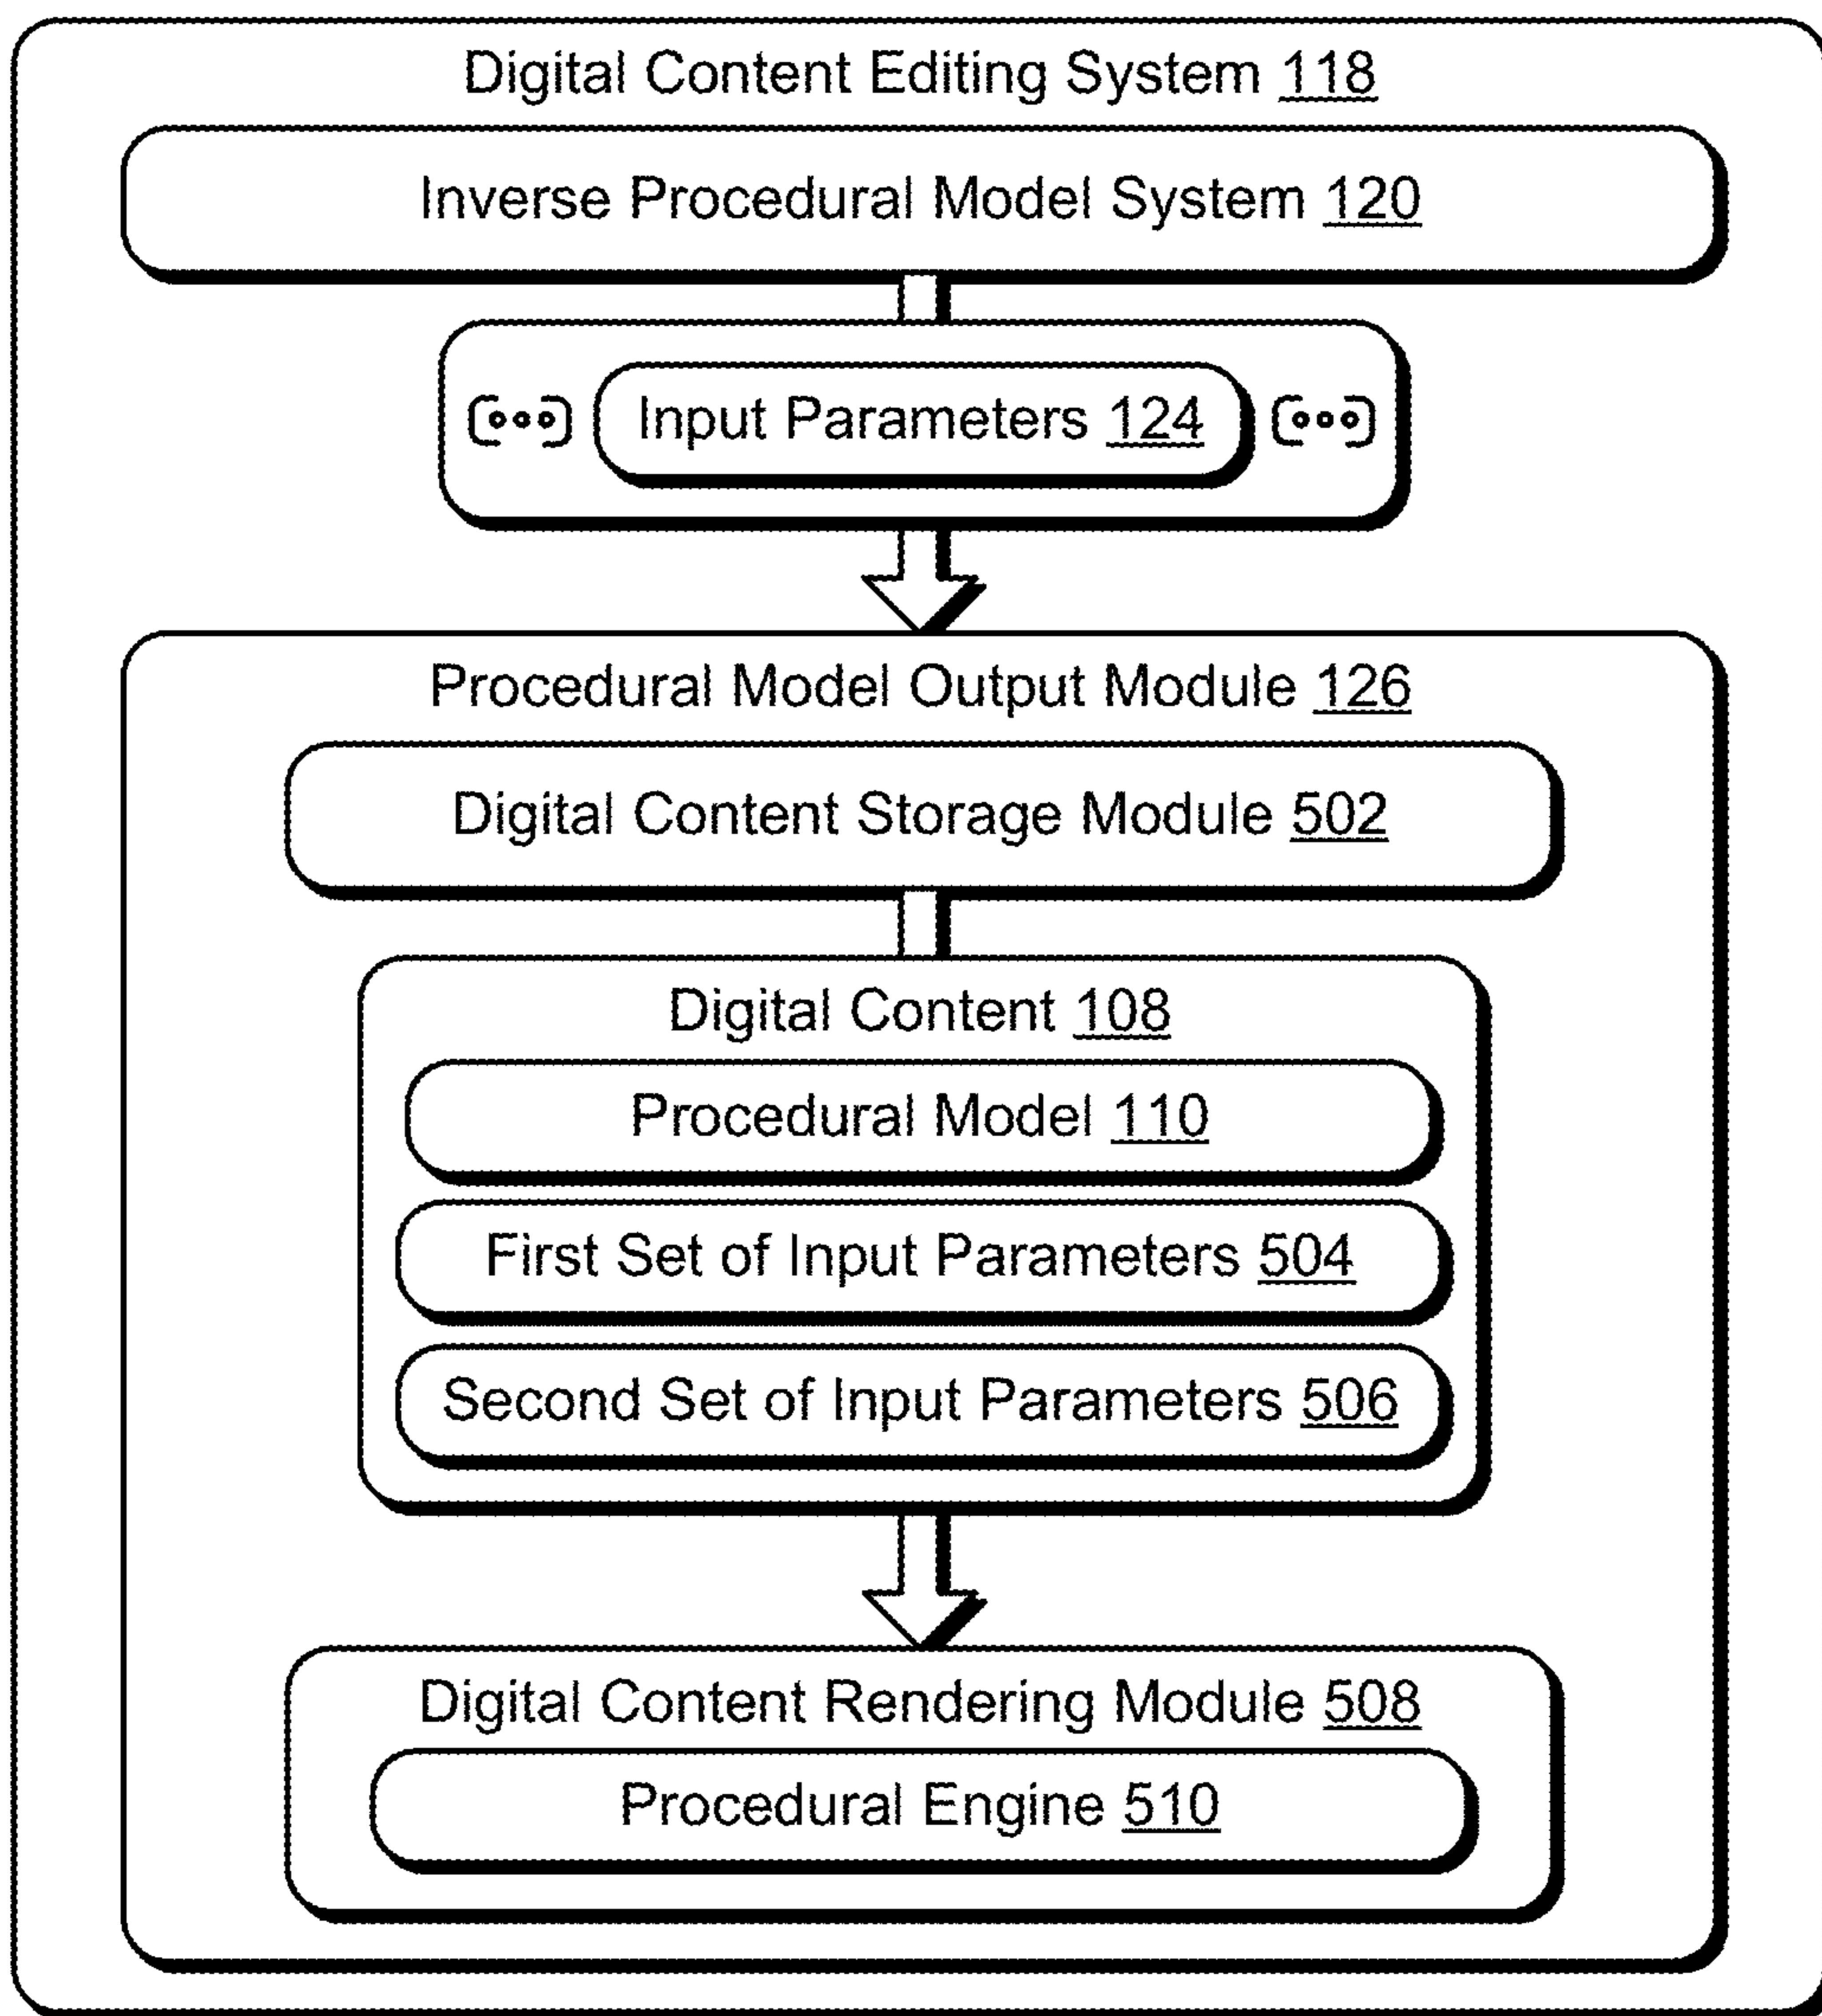 Digital Content Editing System 118
Inverse Procedural Model System 120
Input Parameters 124
Procedural Model Output Module 126
Digital Content Storage Module 502
Digital Content 108
Procedural Model 110
First Set of Input Parameters 504
Second Set of Input Parameters 506
Digital Content Rendering Module 508
Procedural Engine 510